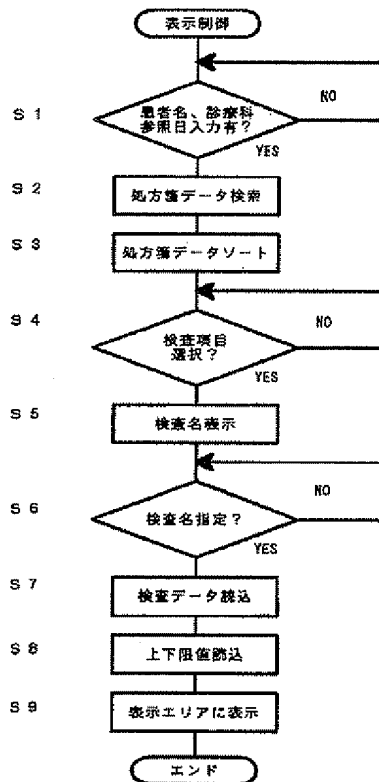 表示制御
S 1
患者名、診療科
参照日入力有?
NO
YES
S 2
処方箋データ検索
S 3
処方箋データソート
S 4
検査項目
選択?
NO
YES
S 5
検査名表示
S 6
検査名指定?
NO
YES
S 7
検査データ読込
S 8
上下限値読込
S 9
表示エリアに表示
エンド